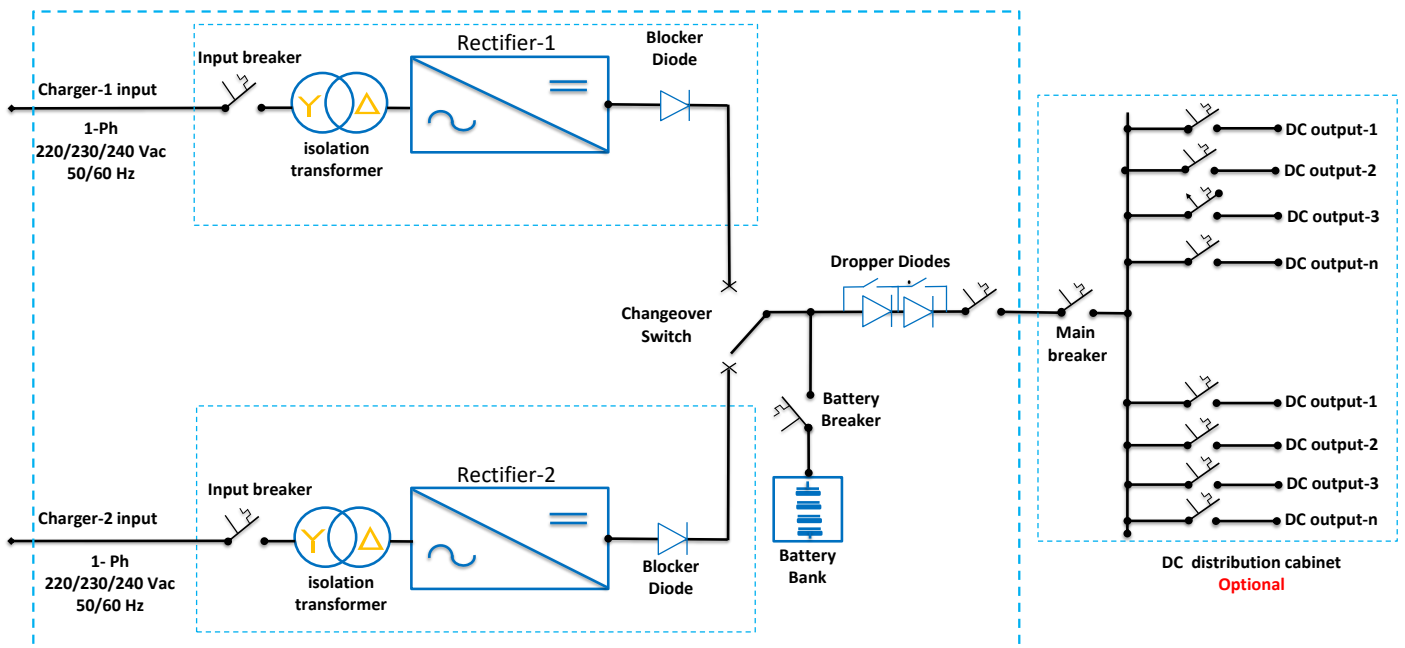 Rectifier-1
Blocker
Diode
Input breaker
Charger-1 input
1-Ph
220/230/240 Vac
50/60 Hz
isolation
transformer
DC output-1
DC output-2
DC output-3
DC output-n
Dropper Diodes
Changeover
Switch
Main
breaker
Battery
Breaker
DC output-1
DC output-2
DC output-3
DC output-n
Rectifier-2
Input breaker
Charger-2 input
1- Ph
220/230/240 Vac
50/60 Hz
isolation
transformer
Blocker
Diode
Battery
Bank
DC distribution cabinet
Optional